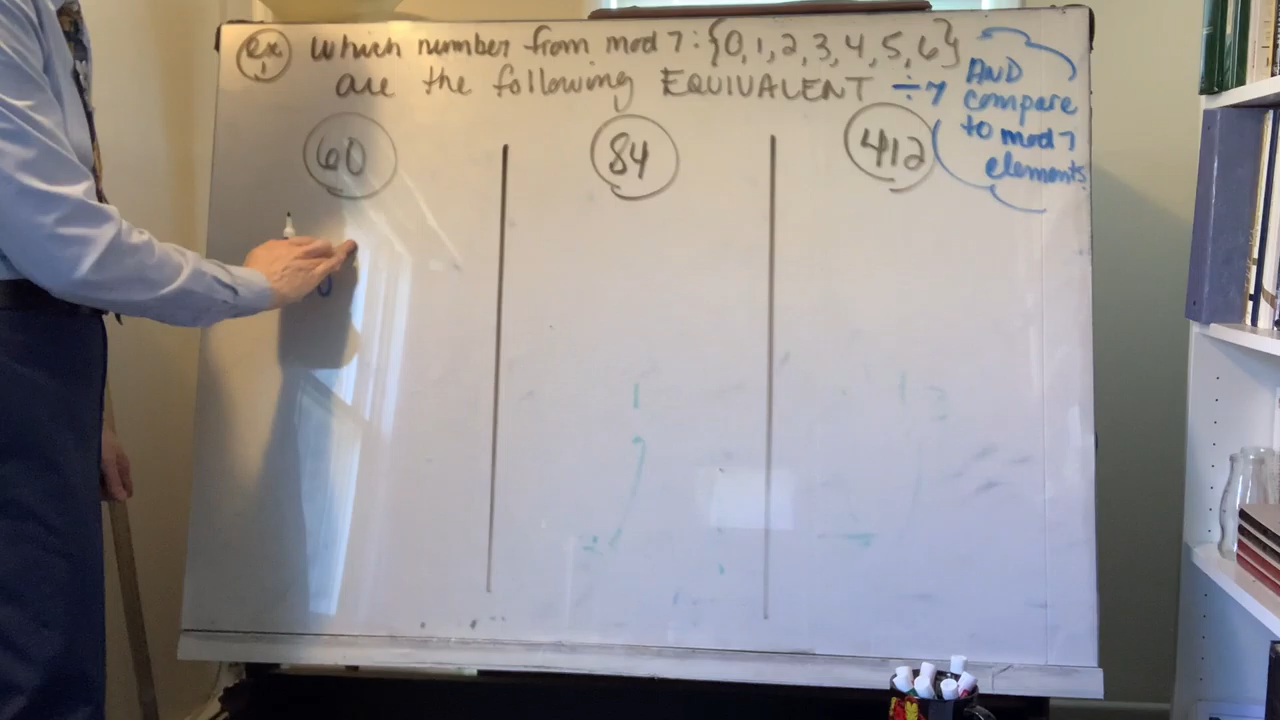 ex. 1 Which number from mod 7: {0, 1, 2, 3, 4, 5, 6}
are the following EQUIVALENT ÷7 AND
compare
to mod 7
elements.
60
84
412